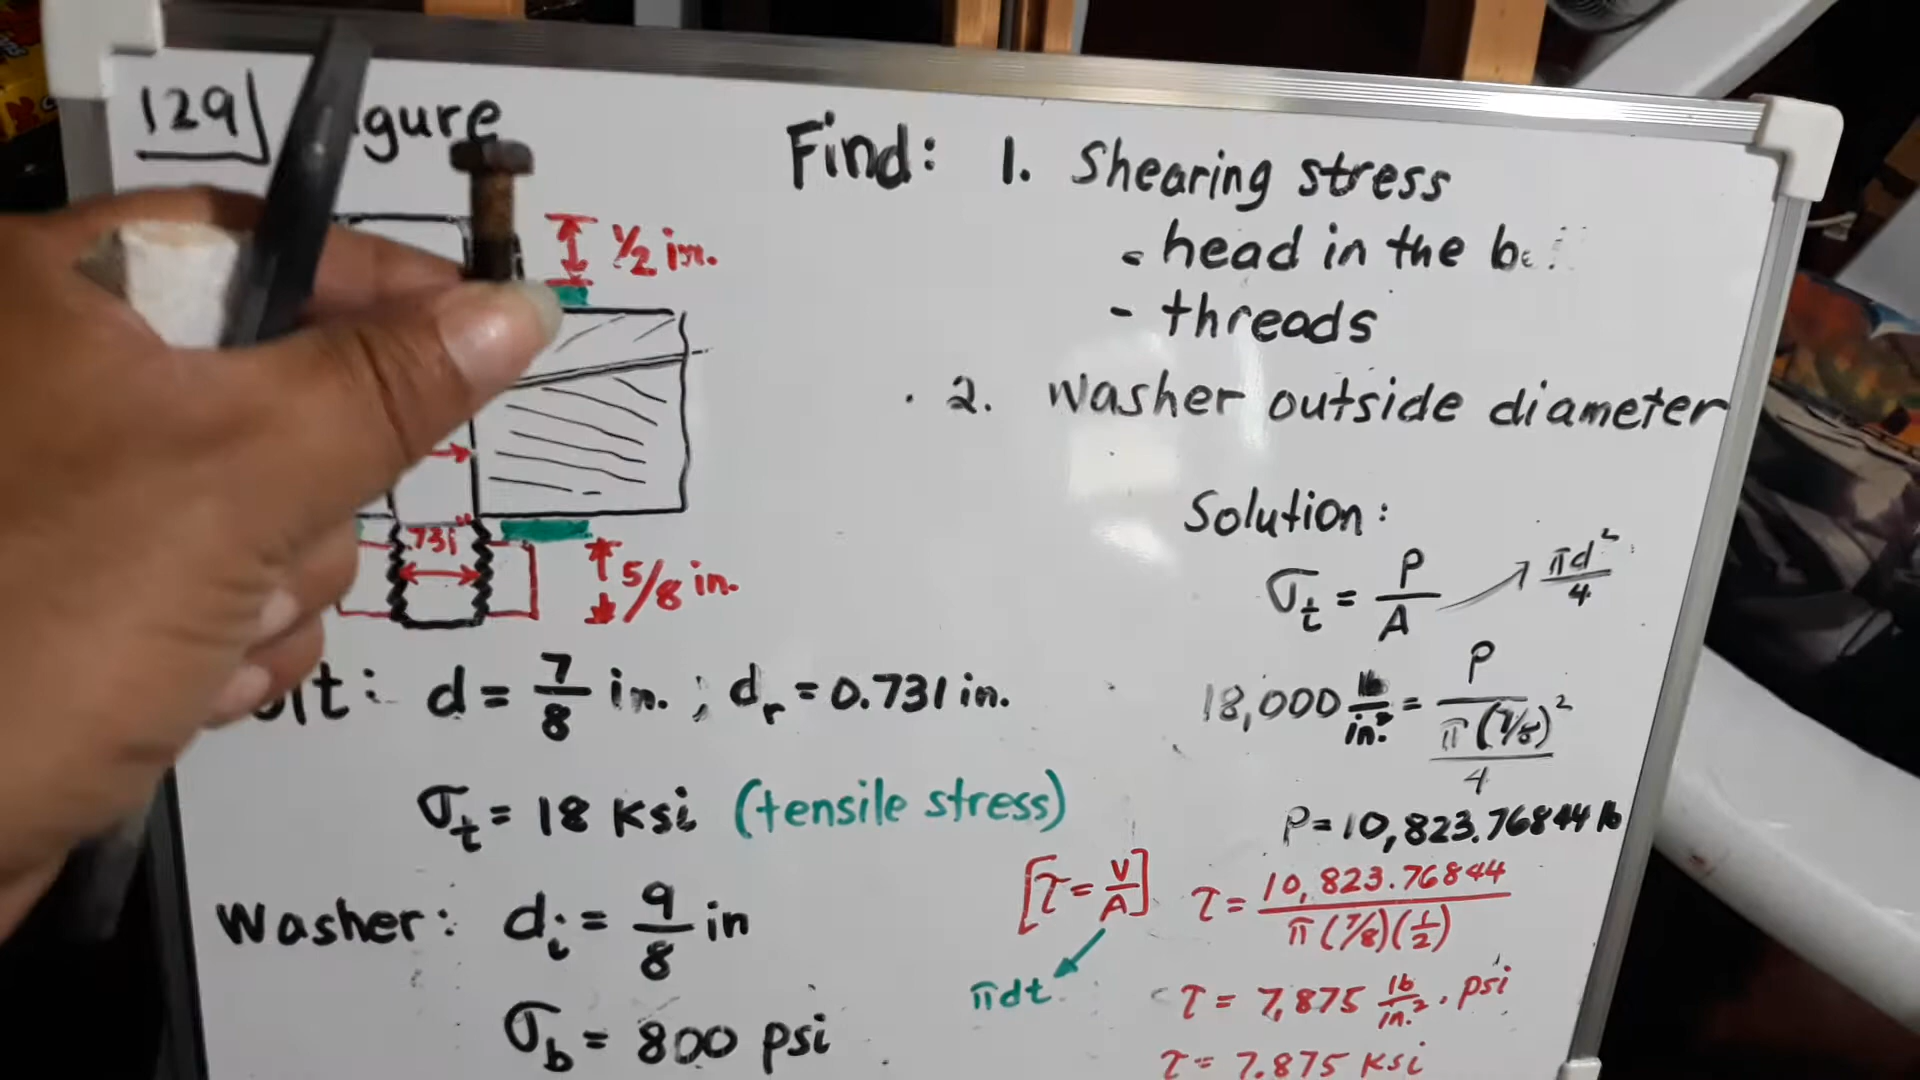 129 igure
½ in.
.731
5/8 in.
d = 7/8 in. ; dr = 0.731 in.
σt = 18 ksi (tensile stress)
Washer: di = 9/8 in
σb = 800 psi
Find: 1. Shearing stress
- head in the
- threads
2. Washer outside diameter
Solution:
σt = P/A → πd²/4
18,000 lb/in.² = P / (π(7/8)²/4)
P = 10,823.76844 lb
[τ = V/A] τ = 10,823.76844 / π(7/8)(1/2)
πdt
τ = 7,875 lb/in.² . psi
τ = 7.875 ksi